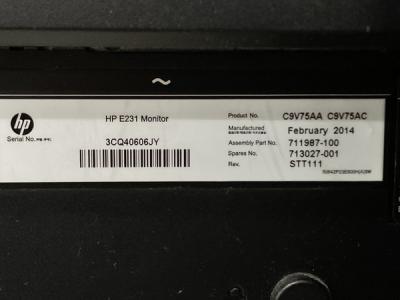 ~
hp
HP E231 Monitor
Serial No.
3CQ40606JY
Product No. C9V75AA C9V75AC
Manufactured February 2014
Assembly Part No. 711987-100
Spares No. 713027-001
Rev. STT111